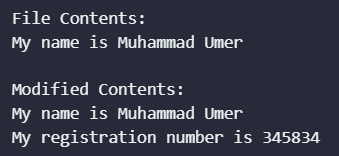 File Contents:
My name is Muhammad Umer
Modified Contents:
My name is Muhammad Umer
My registration number is 345834